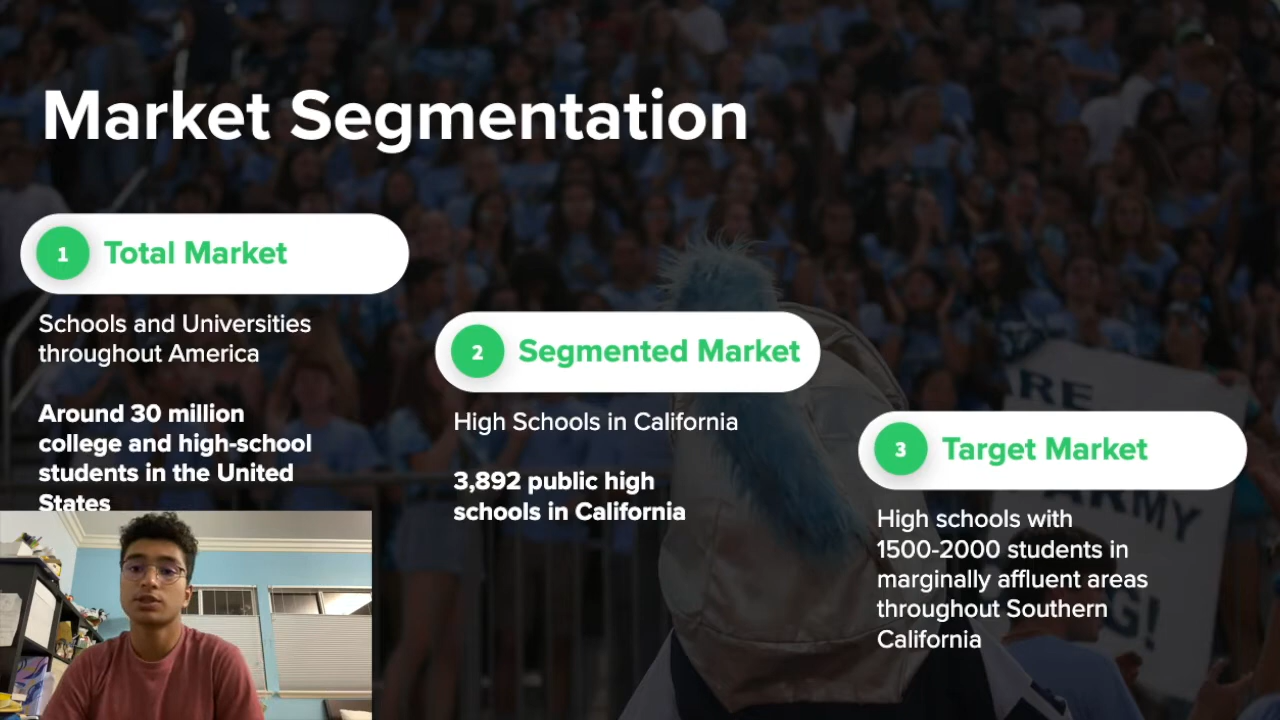 Market Segmentation
1 Total Market
Schools and Universities
throughout America
Around 30 million
college and high-school
students in the United
States
2 Segmented Market
High Schools in California
3,892 public high
schools in California
3 Target Market
High schools with
1500-2000 students in
marginally affluent areas
throughout Southern
California
RE
ARMY
G!